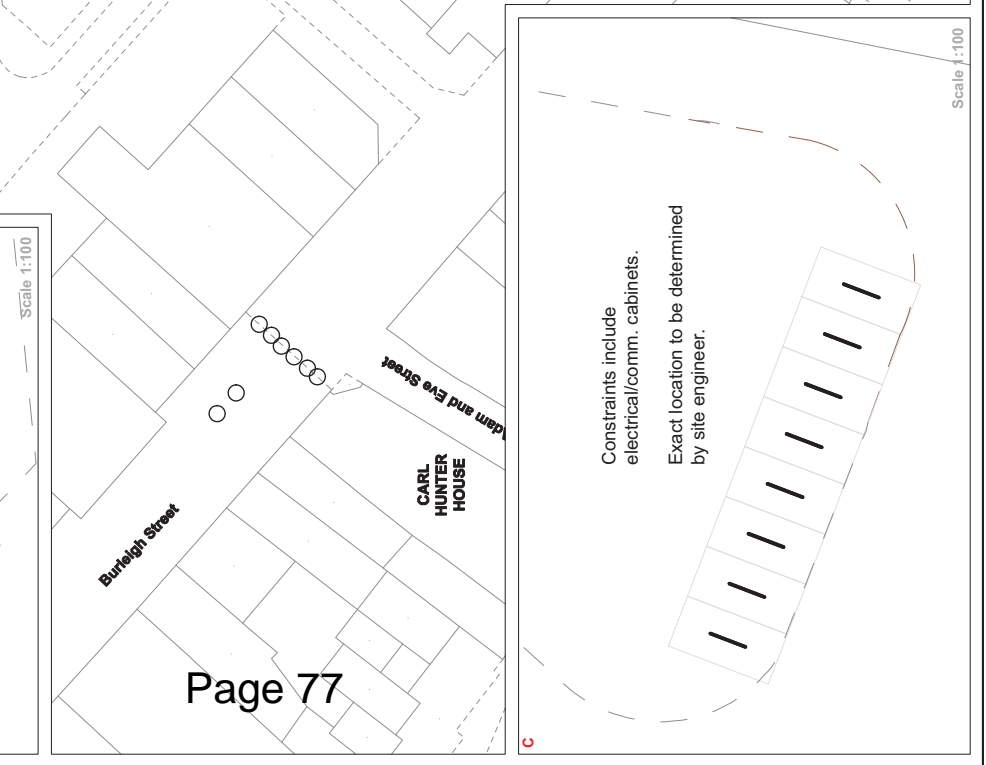 Scale 1:100
Burleigh Street
Adam and Eve Street
CARL
HUNTER
HOUSE
Page 77
Scale 1:100
Constraints include
electrical/comm. cabinets.
Exact location to be determined
by site engineer.
C